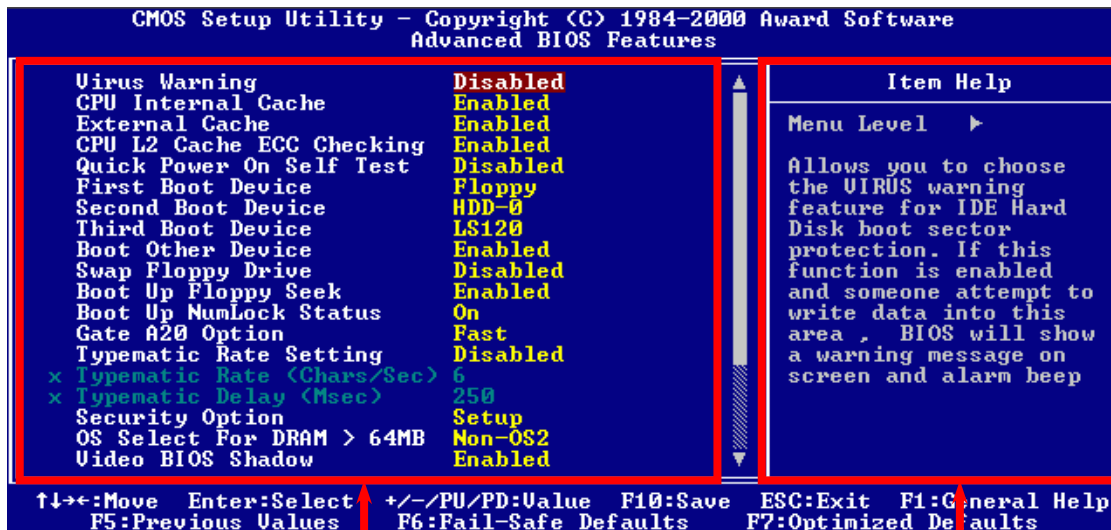 CMOS Setup Utility – Copyright (C) 1984–2000 Award Software
Advanced BIOS Features
Virus Warning Disabled
CPU Internal Cache Enabled
External Cache Enabled
CPU L2 Cache ECC Checking Enabled
Quick Power On Self Test Disabled
First Boot Device Floppy
Second Boot Device HDD-0
Third Boot Device LS120
Boot Other Device Enabled
Swap Floppy Drive Disabled
Boot Up Floppy Seek Enabled
Boot Up NumLock Status On
Gate A20 Option Fast
Typematic Rate Setting Disabled
x Typematic Rate (Chars/Sec) 6
x Typematic Delay (Msec) 250
Security Option Setup
OS Select For DRAM > 64MB Non-OS2
Video BIOS Shadow Enabled
Item Help
Menu Level ▶
Allows you to choose
the VIRUS warning
feature for IDE Hard
Disk boot sector
protection. If this
function is enabled
and someone attempt to
write data into this
area , BIOS will show
a warning message on
screen and alarm beep
↑↓→←:Move Enter:Select +/-/PU/PD:Value F10:Save ESC:Exit F1:General Help
F5:Previous Values F6:Fail-Safe Defaults F7:Optimized Defaults